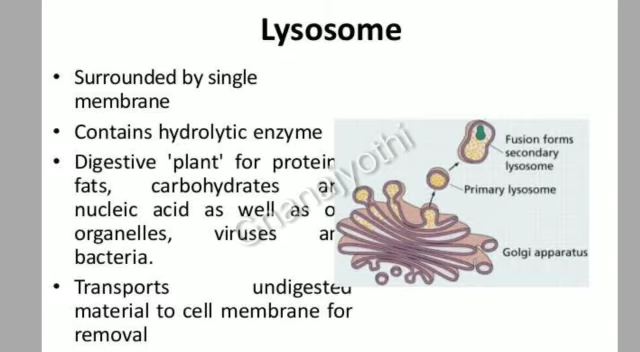 Lysosome
• Surrounded by single
membrane
• Contains hydrolytic enzyme
• Digestive 'plant' for protein
fats, carbohydrates
nucleic acid as well as
organelles, viruses
bacteria.
• Transports undigested
material to cell membrane for
removal
Fusion forms
secondary
lysosome
Primary lysosome
Golgi apparatus
Gnanajyothi